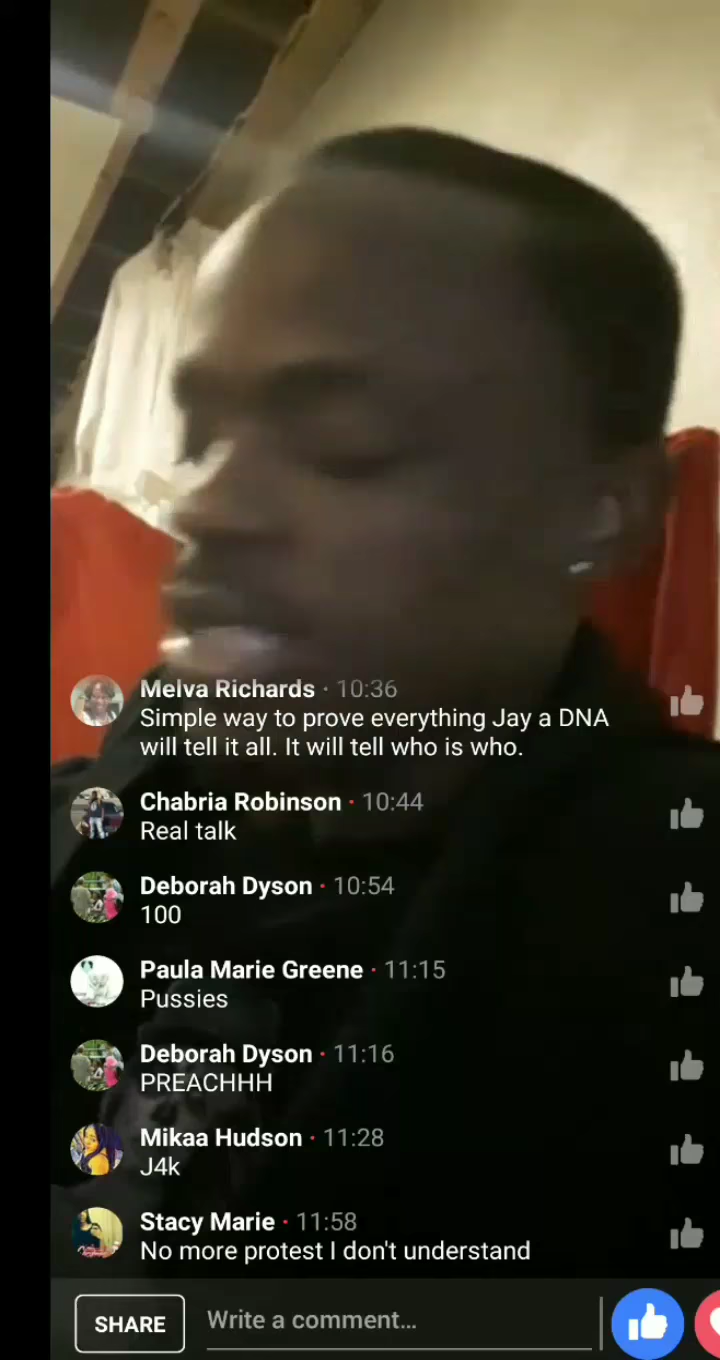 Melva Richards · 10:36
Simple way to prove everything Jay a DNA
will tell it all. It will tell who is who.
Chabria Robinson · 10:44
Real talk
Deborah Dyson · 10:54
100
Paula Marie Greene · 11:15
Pussies
Deborah Dyson · 11:16
PREACHHH
Mikaa Hudson · 11:28
J4k
Stacy Marie · 11:58
No more protest I don't understand
SHARE
Write a comment...